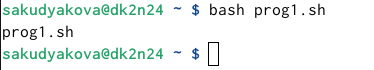 sakudyakova@dk2n24 ~ $ bash prog1.sh
prog1.sh
sakudyakova@dk2n24 ~ $